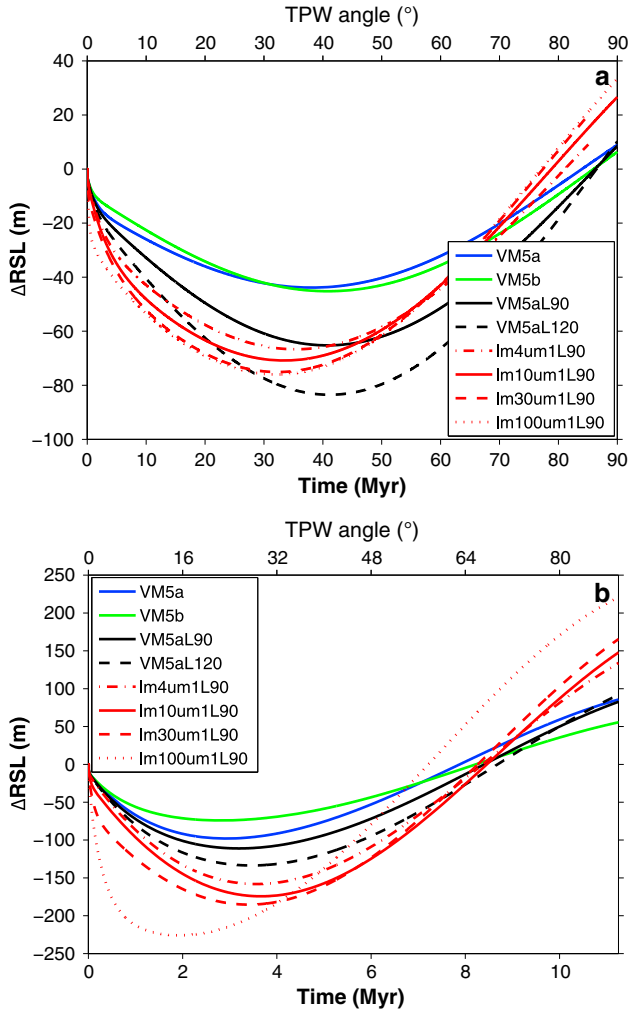 TPW angle (°)
0 10 20 30 40 50 60 70 80 90
a
40
20
0
−20
−40
−60
−80
−100
ΔRSL (m)
VM5a
VM5b
VM5aL90
VM5aL120
lm4um1L90
lm10um1L90
lm30um1L90
lm100um1L90
0 10 20 30 40 50 60 70 80 90
Time (Myr)
TPW angle (°)
0 16 32 48 64 80
b
250
200
150
100
50
0
−50
−100
−150
−200
−250
ΔRSL (m)
VM5a
VM5b
VM5aL90
VM5aL120
lm4um1L90
lm10um1L90
lm30um1L90
lm100um1L90
0 2 4 6 8 10
Time (Myr)